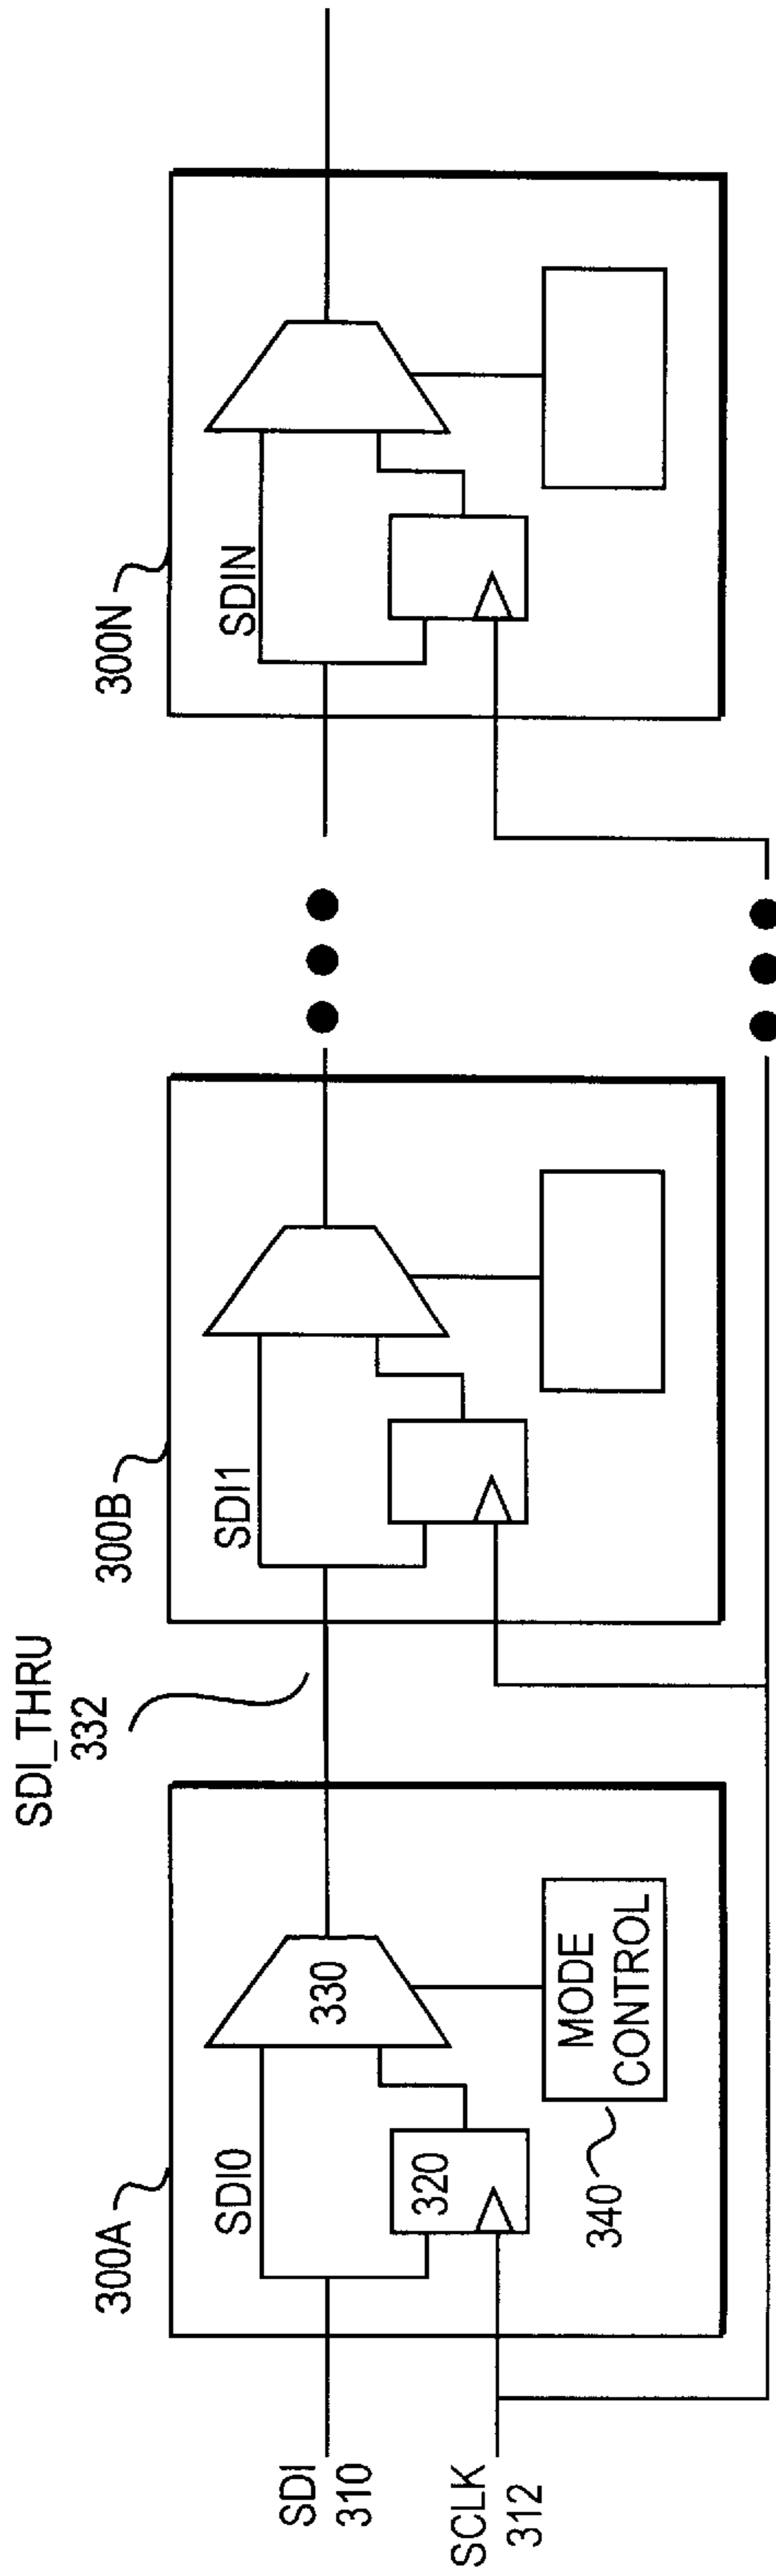 SDI_THRU
332
300A
300B
300N
SDI0
SDI1
SDIN
SDI
310
320
330
SCLK
312
340
MODE
CONTROL